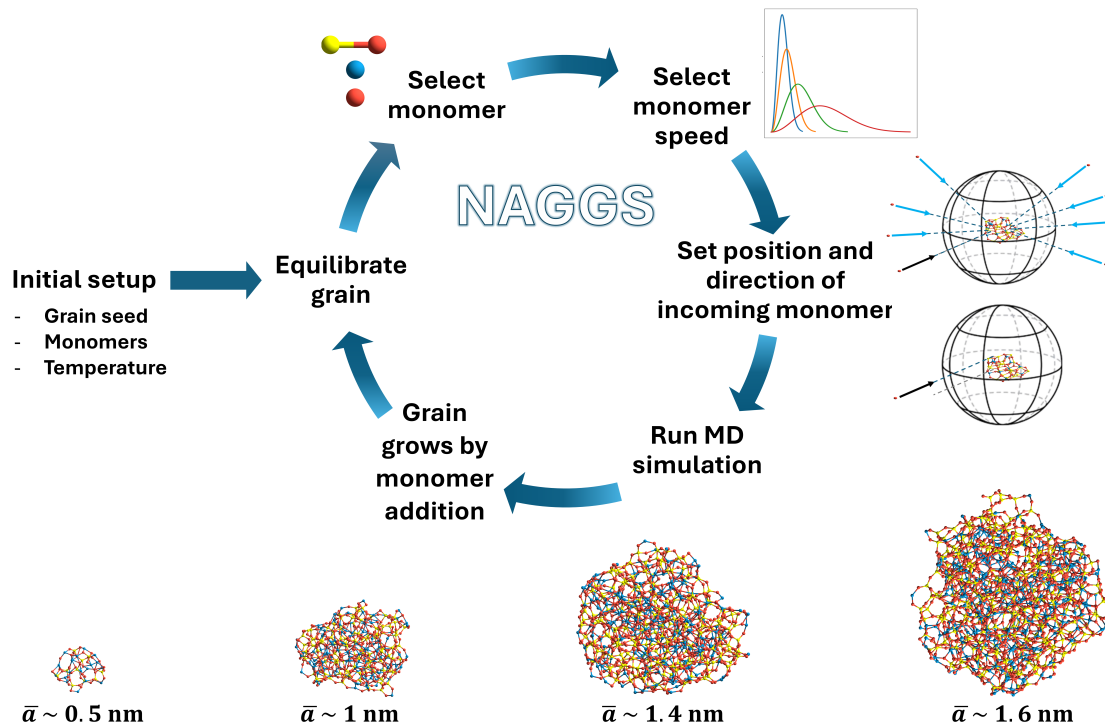 Select
monomer
Select
monomer
speed
NAGGS
Set position and
direction of
incoming monomer
Initial setup
- Grain seed
- Monomers
- Temperature
Equilibrate
grain
Grain
grows by
monomer
addition
Run MD
simulation
a̅ ~ 0.5 nm
a̅ ~ 1 nm
a̅ ~ 1.4 nm
a̅ ~ 1.6 nm